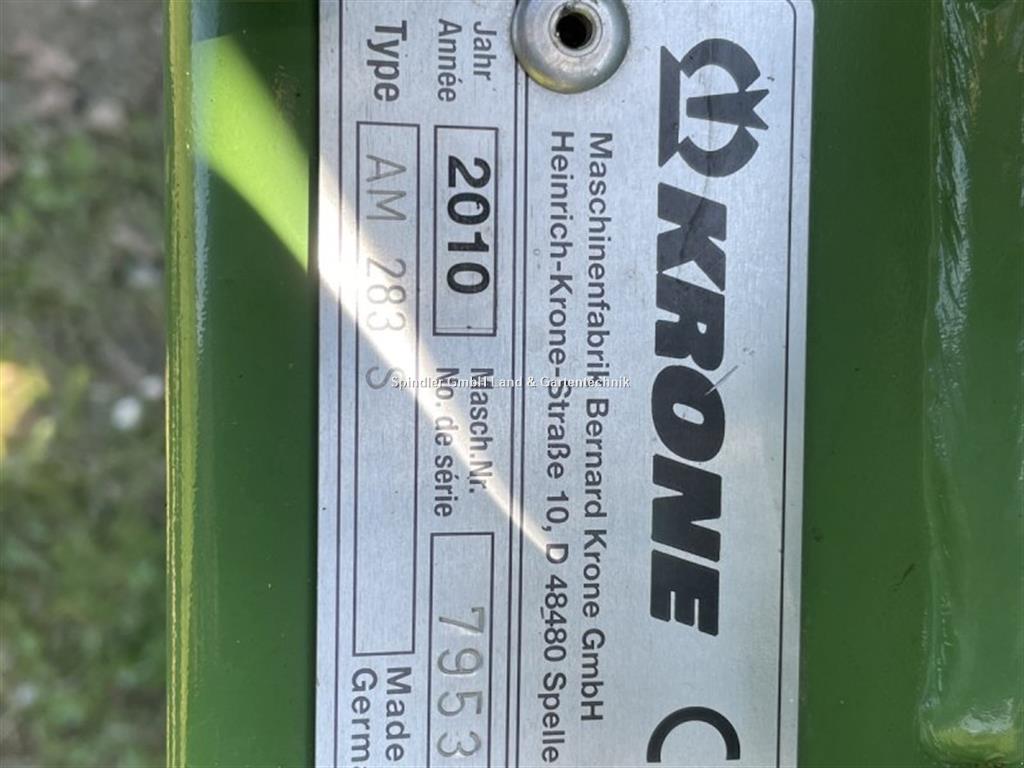 KRONE C
Maschinenfabrik Bernard Krone GmbH
Heinrich-Krone-Straße 10, D 48480 Spelle
Jahr
Année
2010
Masch.Nr.
No. de série
7953
Type
AM 283 S
Made
Germa
Spindler GmbH Land & Gartentechnik